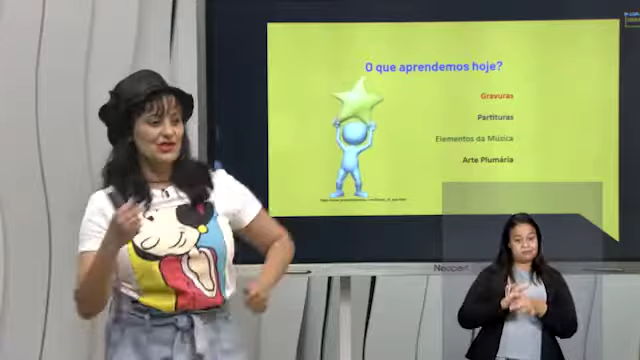 O que aprendemos hoje?
Gravuras
Partituras
Elementos da Música
Arte Plumária